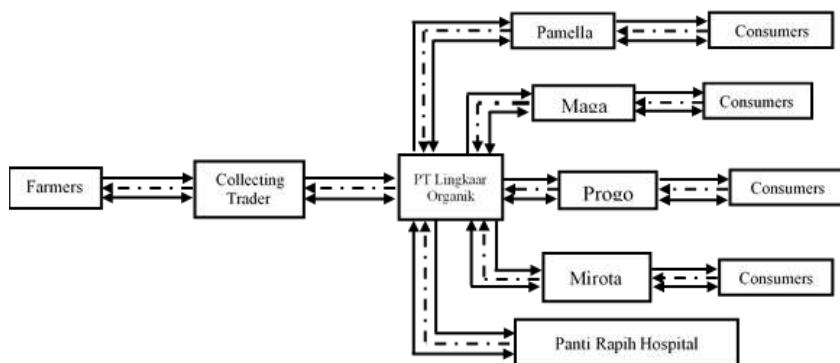 Pamella
Consumers
Maga
Consumers
Farmers
Collecting
Trader
PT Lingkaar
Organik
Progo
Consumers
Mirota
Consumers
Panti Rapih Hospital